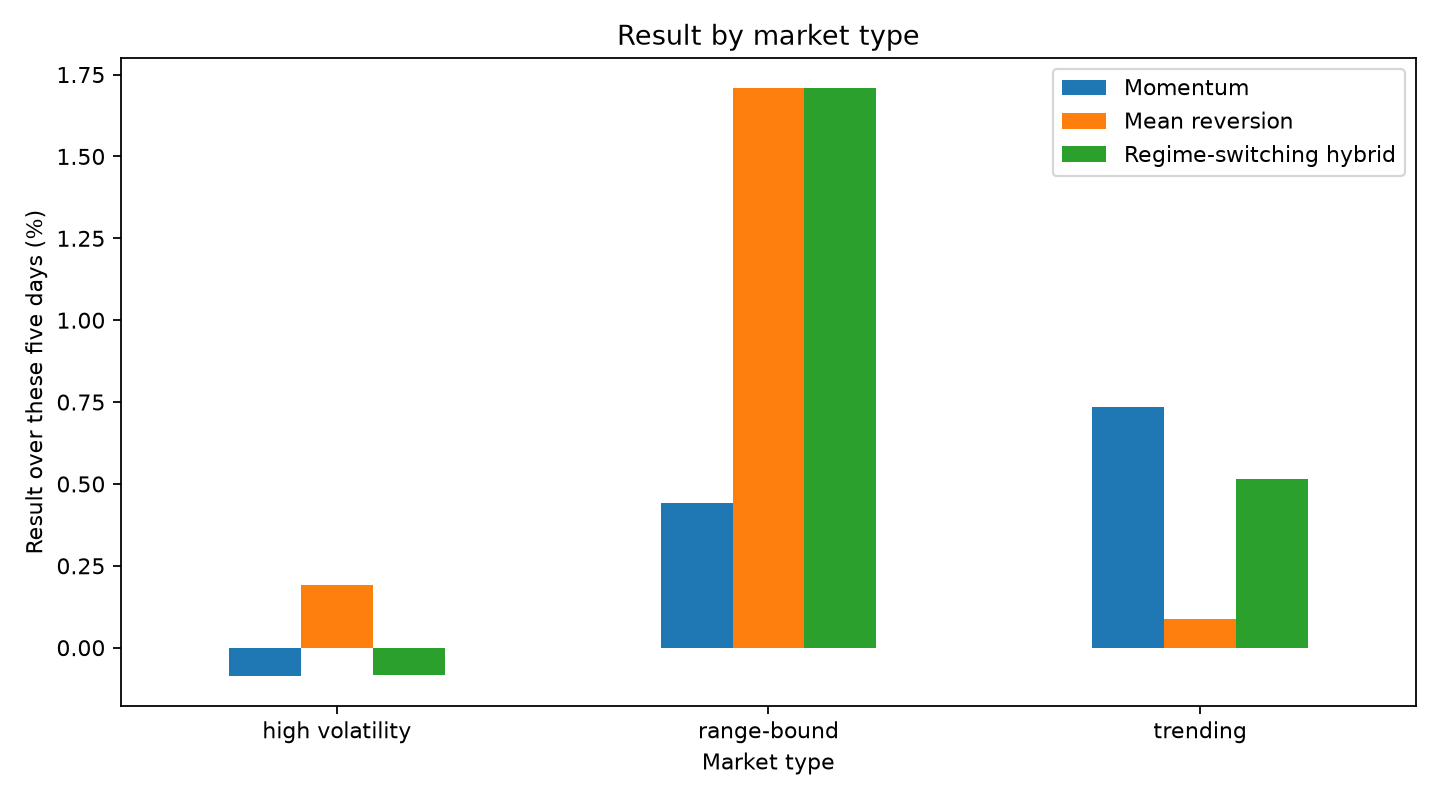 Result by market type
Momentum
Mean reversion
Regime-switching hybrid
Result over these five days (%)
1.75
1.50
1.25
1.00
0.75
0.50
0.25
0.00
high volatility
range-bound
trending
Market type